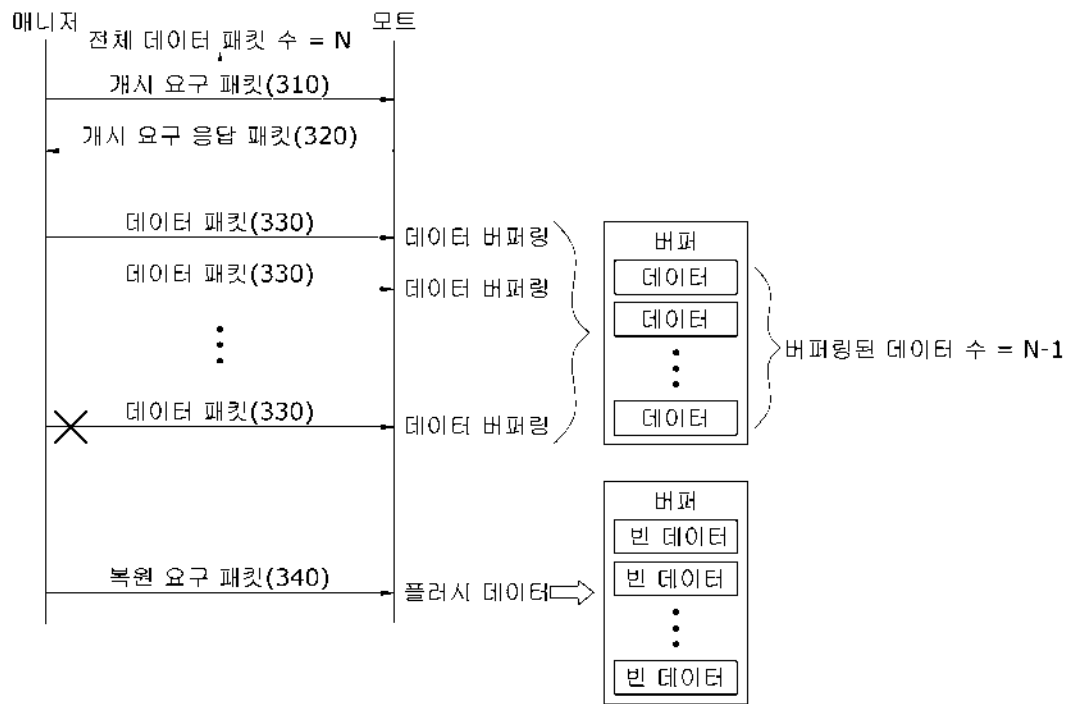 매니저
모트
전체 데이터 패킷 수 = N
개시 요구 패킷(310)
개시 요구 응답 패킷(320)
데이터 패킷(330)
데이터 버퍼링
버퍼
데이터 패킷(330)
데이터 버퍼링
데이터
데이터
버퍼링된 데이터 수 = N-1
데이터 패킷(330)
데이터 버퍼링
데이터
버퍼
빈 데이터
복원 요구 패킷(340)
플러시 데이터
빈 데이터
빈 데이터